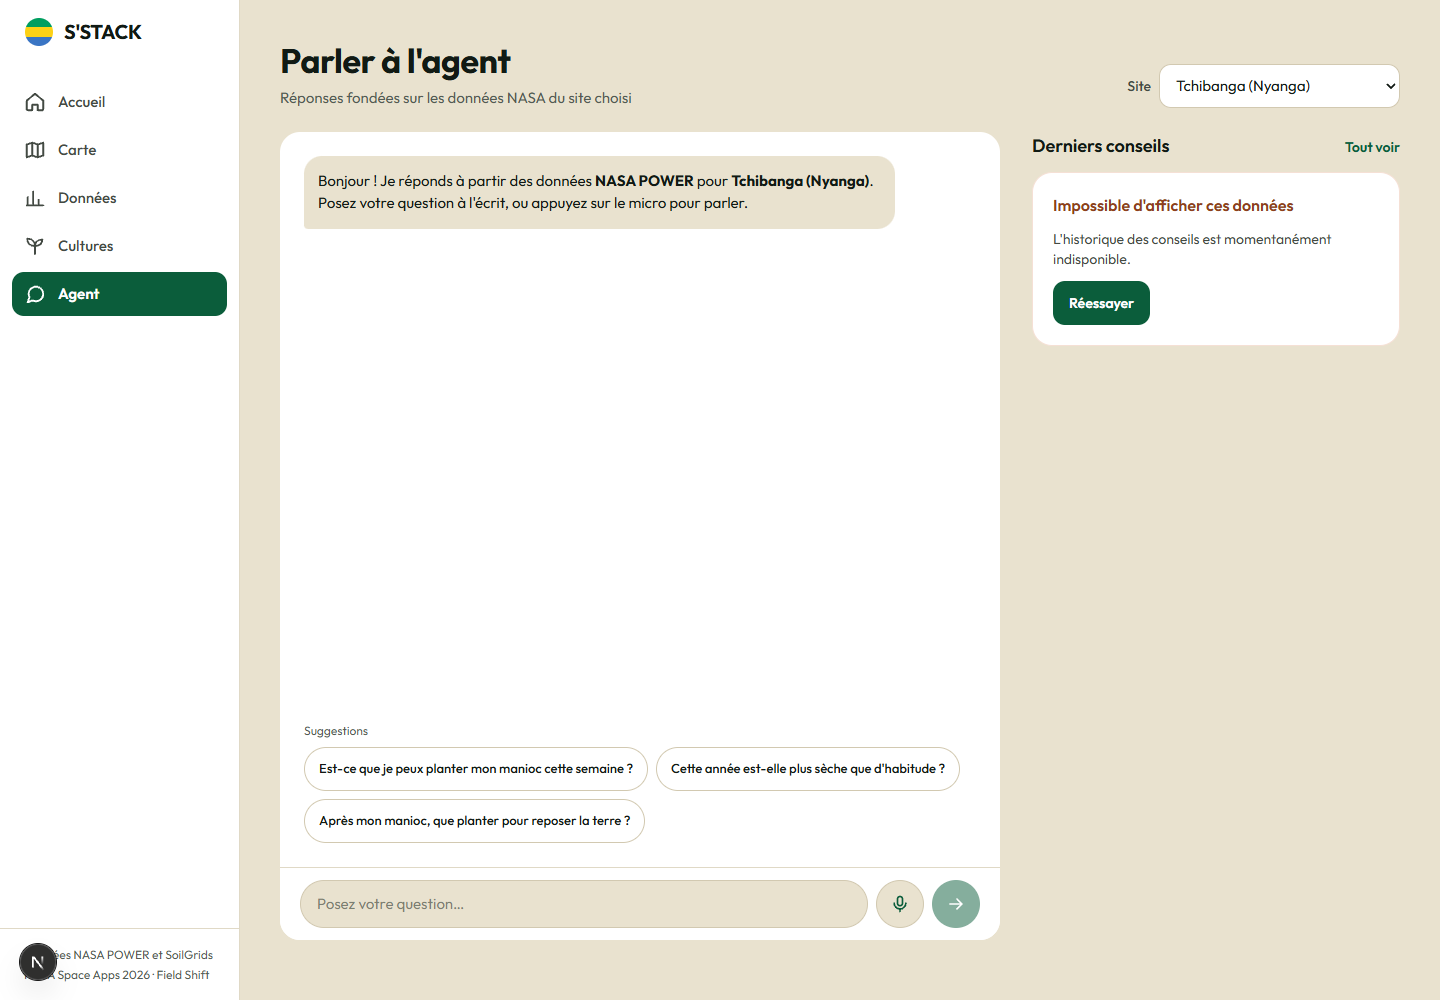 S'STACK
Accueil
Carte
Données
Cultures
Agent
Parler à l'agent
Réponses fondées sur les données NASA du site choisi
Site
Tchibanga (Nyanga)
Bonjour ! Je réponds à partir des données NASA POWER pour Tchibanga (Nyanga).
Posez votre question à l'écrit, ou appuyez sur le micro pour parler.
Derniers conseils
Tout voir
Impossible d'afficher ces données
L'historique des conseils est momentanément
indisponible.
Réessayer
Suggestions
Est-ce que je peux planter mon manioc cette semaine ?
Cette année est-elle plus sèche que d'habitude ?
Après mon manioc, que planter pour reposer la terre ?
Posez votre question...
N
NASA POWER et SoilGrids
Space Apps 2026 · Field Shift